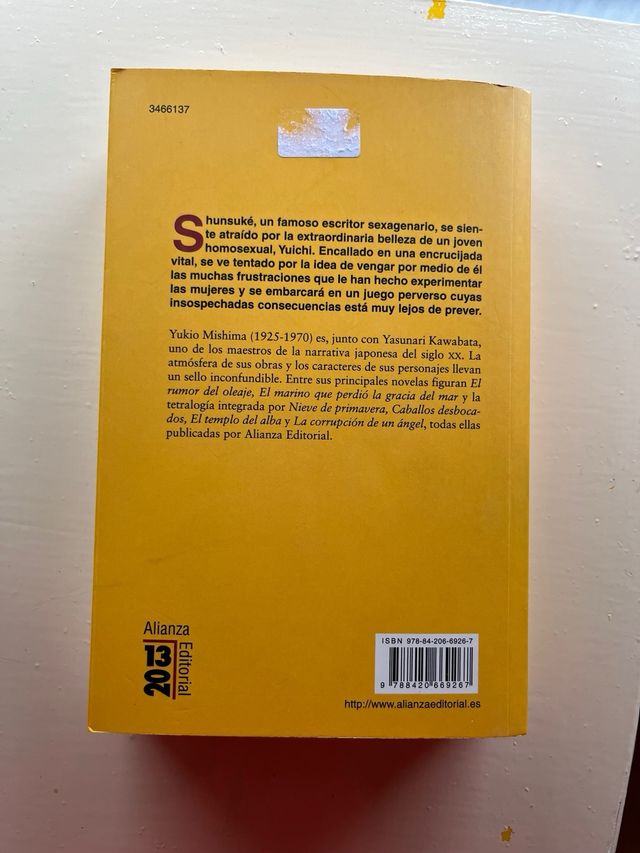 3466137
Shunsuké, un famoso escritor sexagenario, se sien-
te atraído por la extraordinaria belleza de un joven
homosexual, Yuichi. Encallado en una encrucijada
vital, se ve tentado por la idea de vengar por medio de él
las muchas frustraciones que le han hecho experimentar
las mujeres y se embarcará en un juego perverso cuyas
insospechadas consecuencias está muy lejos de prever.
Yukio Mishima (1925-1970) es, junto con Yasunari Kawabata,
uno de los maestros de la narrativa japonesa del siglo XX. La
atmósfera de sus obras y los caracteres de sus personajes llevan
un sello inconfundible. Entre sus principales novelas figuran El
rumor del oleaje, El marino que perdió la gracia del mar y la
tetralogía integrada por Nieve de primavera, Caballos desboca-
dos, El templo del alba y La corrupción de un ángel, todas ellas
publicadas por Alianza Editorial.
Alianza
Editorial
13
20
ISBN 978-84-206-6926-7
9 788420 669267
http://www.alianzaeditorial.es